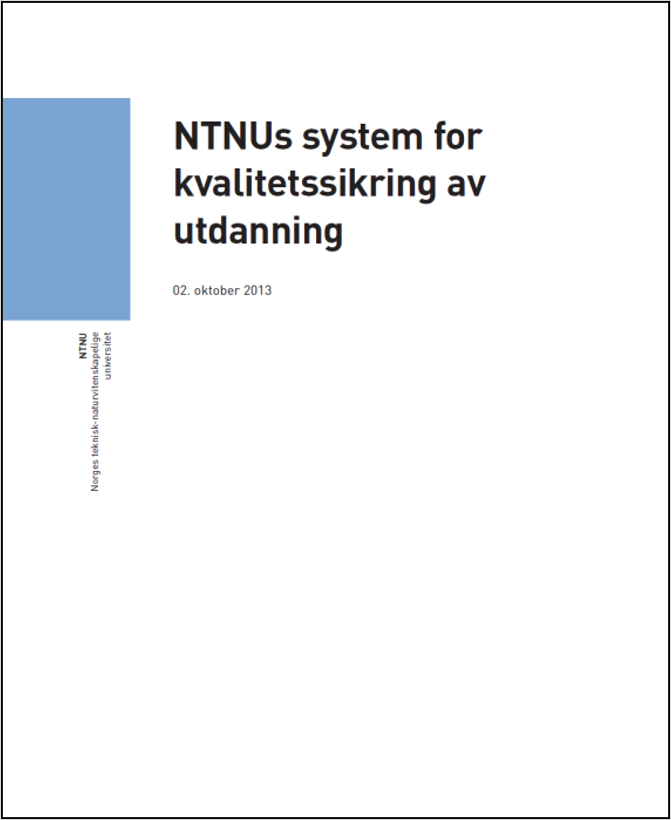 NTNUs system for
kvalitetssikring av
utdanning
02. oktober 2013
NTNU
Norges teknisk-naturvitenskapelige
universitet